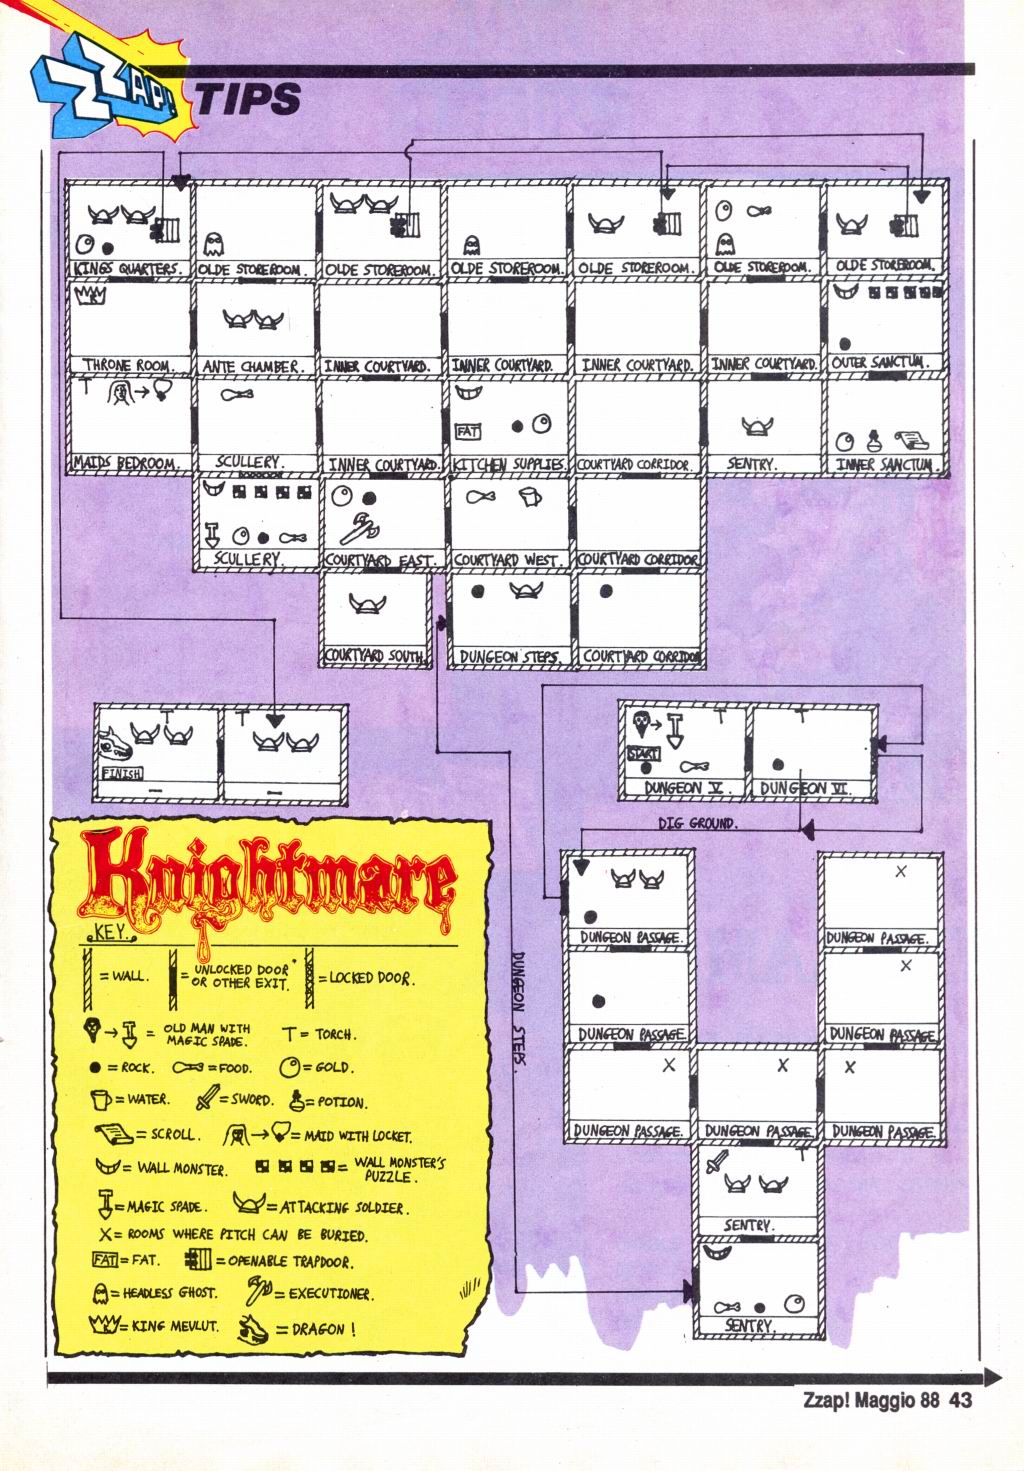 ZZAP!
TIPS
KINGS QUARTERS. OLDE STOREROOM. OLDE STOREROOM. OLDE STOREROOM. OLDE STOREROOM. OLDE STOREROOM. OLDE STOREROOM.
THRONE ROOM. ANTE CHAMBER. INNER COURTYARD. INNER COURTYARD. INNER COURTYARD. INNER COURTYARD. OUTER SANCTUM.
FAT
MAIDS BEDROOM. SCULLERY. INNER COURTYARD. KITCHEN SUPPLIES. COURTYARD CORRIDOR. SENTRY. INNER SANCTUM.
SCULLERY. COURTYARD EAST. COURTYARD WEST. COURTYARD CORRIDOR
COURTYARD SOUTH. DUNGEON STEPS. COURTYARD CORRIDOR
FINISH
START
DUNGEON V. DUNGEON VI.
DIG GROUND.
X
DUNGEON PASSAGE. DUNGEON PASSAGE.
X
DUNGEON PASSAGE. DUNGEON PASSAGE.
X X X
DUNGEON PASSAGE. DUNGEON PASSAGE. DUNGEON PASSAGE.
SENTRY.
SENTRY.
DUNGEON STEPS.
Knightmare
KEY.
= WALL. = UNLOCKED DOOR = LOCKED DOOR.
OR OTHER EXIT.
= OLD MAN WITH
MAGIC SPADE. T = TORCH.
= ROCK. = FOOD. = GOLD.
= WATER. = SWORD. = POTION.
= SCROLL. = MAID WITH LOCKET.
= WALL MONSTER. = WALL MONSTER'S
PUZZLE.
= MAGIC SPADE. = ATTACKING SOLDIER.
X = ROOMS WHERE PITCH CAN BE BURIED.
FAT = FAT. = OPENABLE TRAPDOOR.
= HEADLESS GHOST. = EXECUTIONER.
= KING MEVLUT. = DRAGON !
Zzap! Maggio 88 43